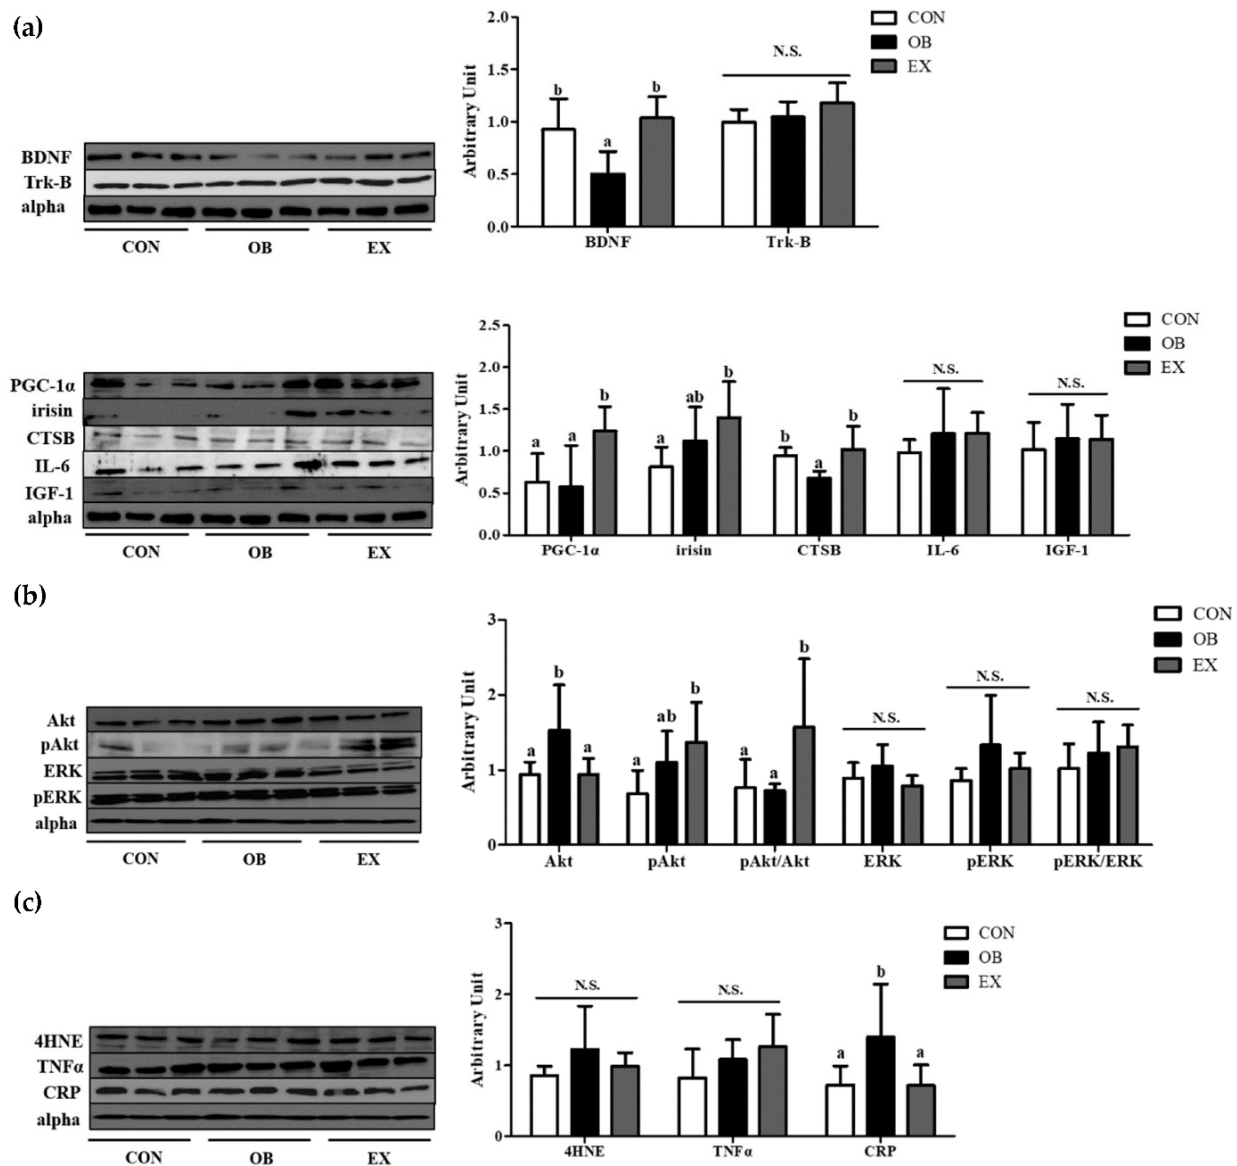 (a)
BDNF
Trk-B
alpha
CON OB EX
2.0
1.5
1.0
0.5
0.0
Arbitrary Unit
CON
OB
EX
b a b
N.S.
BDNF Trk-B
PGC-1α
irisin
CTSB
IL-6
IGF-1
alpha
CON OB EX
2.5
2.0
1.5
1.0
0.5
0.0
Arbitrary Unit
CON
OB
EX
a a b
a ab b
b a b
N.S.
N.S.
PGC-1α irisin CTSB IL-6 IGF-1
(b)
Akt
pAkt
ERK
pERK
alpha
CON OB EX
3
2
1
0
Arbitrary Unit
CON
OB
EX
a b a
a ab b
a a b
N.S.
N.S.
N.S.
Akt pAkt pAkt/Akt ERK pERK pERK/ERK
(c)
4HNE
TNFα
CRP
alpha
CON OB EX
3
2
1
0
Arbitrary Unit
CON
OB
EX
N.S.
N.S.
a b a
4HNE TNFα CRP